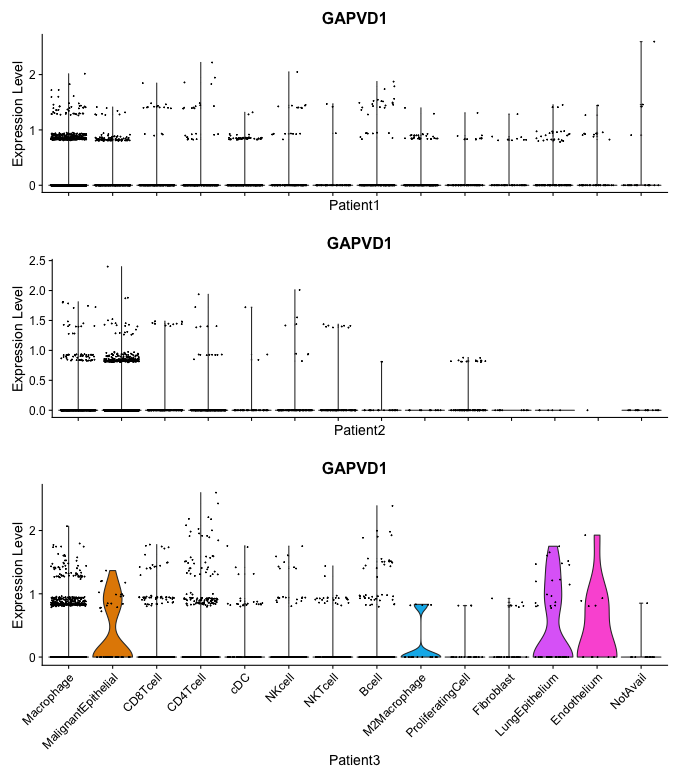 GAPVD1
Expression Level
2
1
0
Patient1
GAPVD1
Expression Level
2.5
2.0
1.5
1.0
0.5
0.0
Patient2
GAPVD1
Expression Level
2
1
0
Macrophage
MalignantEpithelial
CD8Tcell
CD4Tcell
cDC
NKcell
NKTcell
Bcell
M2Macrophage
ProliferatingCell
Fibroblast
LungEpithelium
Endothelium
NotAvail
Patient3